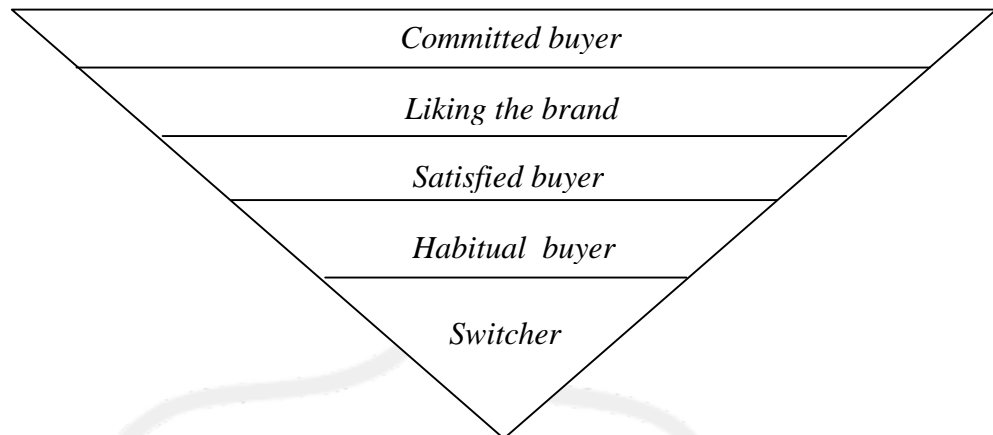 Committed buyer
Liking the brand
Satisfied buyer
Habitual  buyer
Switcher